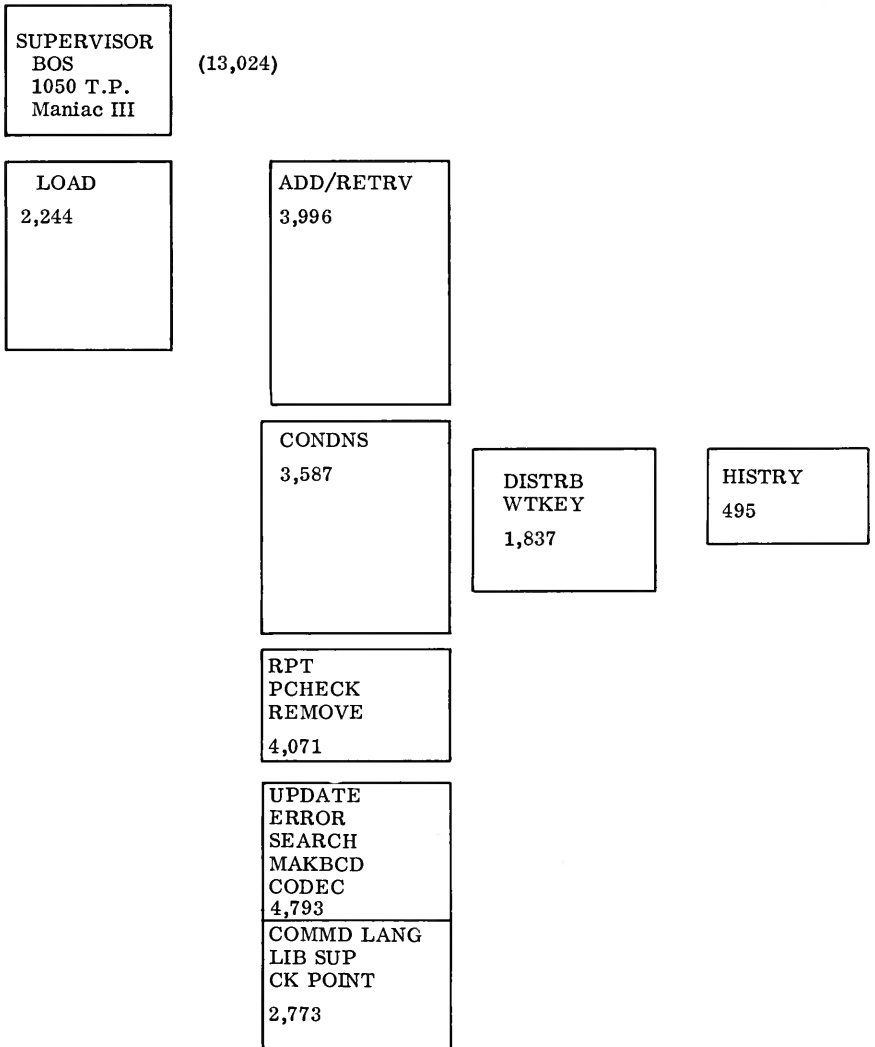 SUPERVISOR
BOS
1050 T.P.
Maniac III
(13,024)
LOAD
2,244
ADD/RETRV
3,996
CONDNS
3,587
DISTRB
WTKEY
1,837
HISTRY
495
RPT
PCHECK
REMOVE
4,071
UPDATE
ERROR
SEARCH
MAKBCD
CODEC
4,793
COMMD LANG
LIB SUP
CK POINT
2,773